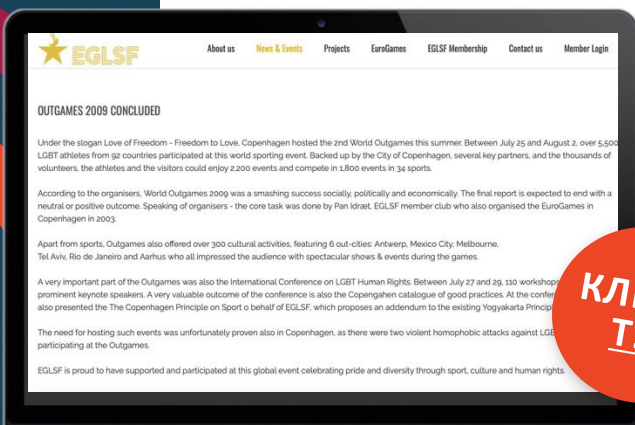 EGLSF
About us News & Events Projects EuroGames EGLSF Membership Contact us Member Login
OUTGAMES 2009 CONCLUDED
Under the slogan Love of Freedom - Freedom to Love, Copenhagen hosted the 2nd World Outgames this summer. Between July 25 and August 2, over 5,500
LGBT athletes from 92 countries participated at this world sporting event. Backed up by the City of Copenhagen, several key partners, and the thousands of
volunteers, the athletes and the visitors could enjoy 2,200 events and compete in 1,800 events in 34 sports.
According to the organisers, World Outgames 2009 was a smashing success socially, politically and economically. The final report is expected to end with a
neutral or positive outcome. Speaking of organisers - the core task was done by Pan Idræt, EGLSF member club who also organised the EuroGames in
Copenhagen in 2003.
Apart from sports, Outgames also offered over 300 cultural activities, featuring 6 out-cities: Antwerp, Mexico City, Melbourne,
Tel Aviv, Rio de Janeiro and Aarhus who all impressed the audience with spectacular shows & events during the games.
A very important part of the Outgames was also the International Conference on LGBT Human Rights. Between July 27 and 29, 110 workshops
prominent keynote speakers. A very valuable outcome of the conference is also the Copengahen catalogue of good practices. At the
also presented the The Copenhagen Principle on Sport o behalf of EGLSF, which proposes an addendum to the existing Yogyakarta
The need for hosting such events was unfortunately proven also in Copenhagen, as there were two violent homophobic attacks against
participating at the Outgames.
EGLSF is proud to have supported and participated at this global event celebrating pride and diversity through sport, culture and human rights.